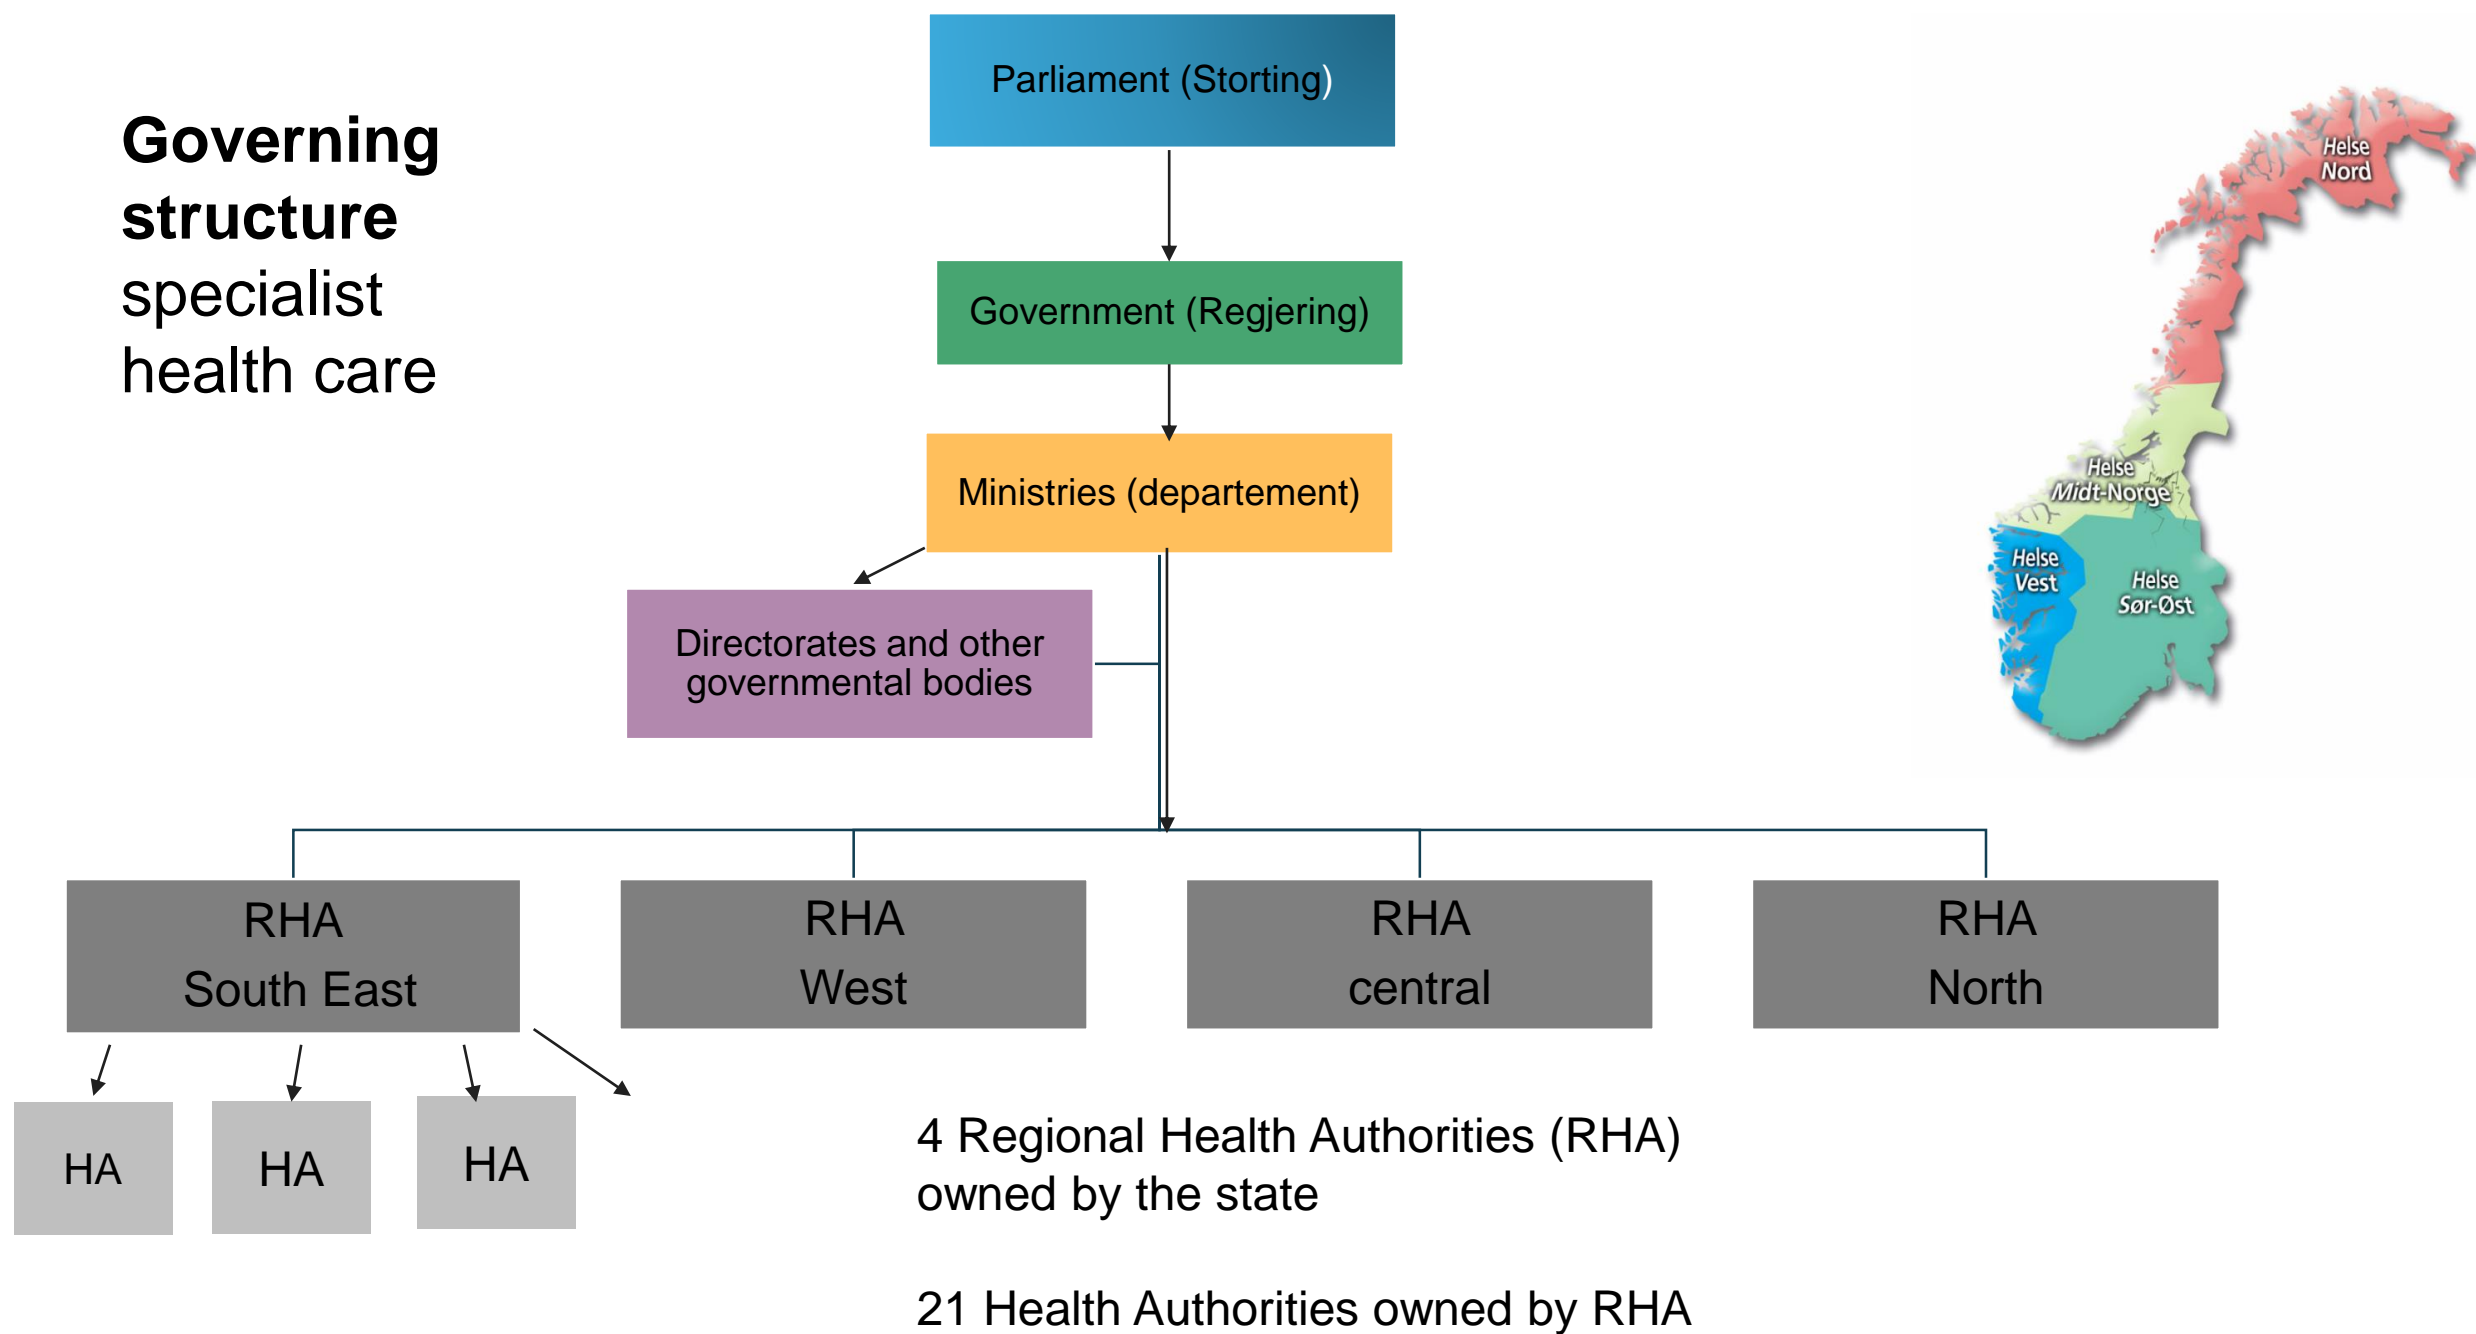 Governing
structure
specialist
health care
Parliament (Storting)
Government (Regjering)
Ministries (departement)
Directorates and other
governmental bodies
Helse
Nord
Helse
Midt-Norge
Helse
Vest
Helse
Sør-Øst
RHA
South East
RHA
West
RHA
central
RHA
North
HA
HA
HA
4 Regional Health Authorities (RHA)
owned by the state
21 Health Authorities owned by RHA